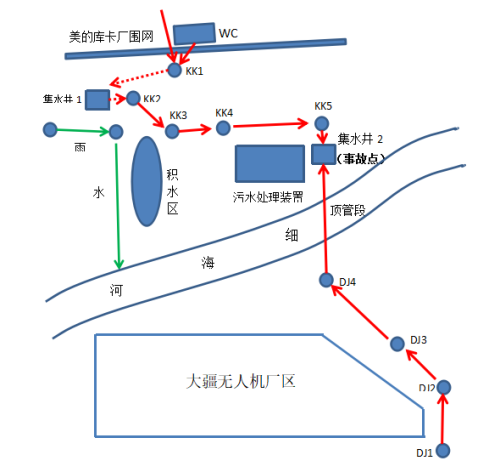 美的库卡厂围网
WC
KK1
集水井 1
KK2
KK3
KK4
KK5
集水井 2
（事故点）
雨
水
积
水
区
污水处理装置
顶管段
细
海
河
DJ4
DJ3
大疆无人机厂区
DJ2
DJ1